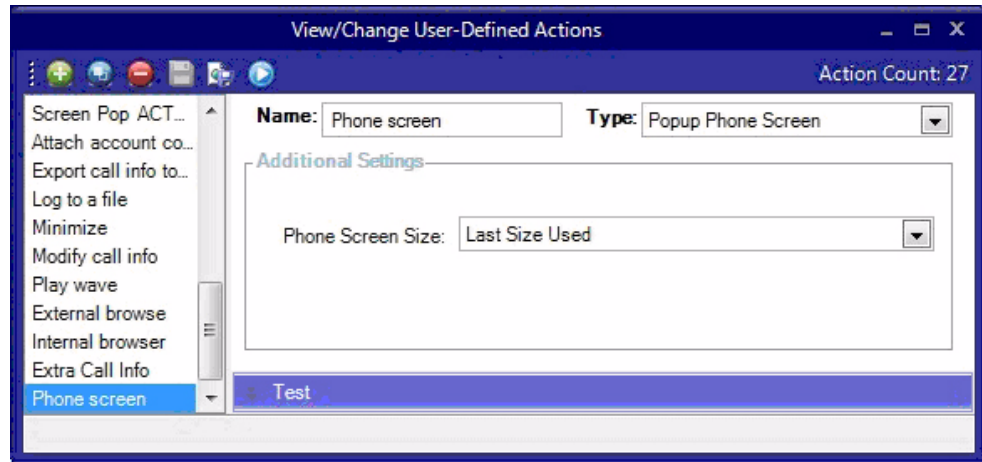 View/Change User-Defined Actions
Action Count: 27
Screen Pop ACT...
Attach account co...
Export call info to...
Log to a file
Minimize
Modify call info
Play wave
External browse
Internal browser
Extra Call Info
Phone screen
Name: Phone screen
Type: Popup Phone Screen
Additional Settings
Phone Screen Size: Last Size Used
Test